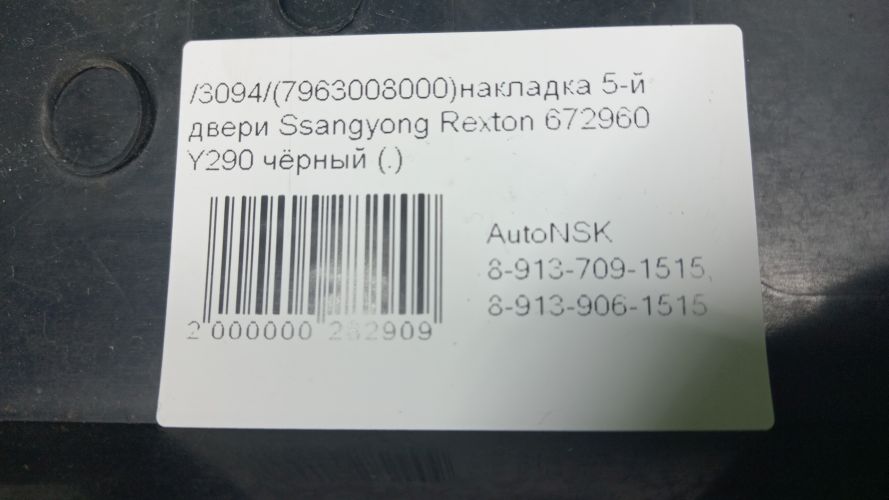 /3094/(7963008000)накладка 5-й
двери Ssangyong Rexton 672960
Y290 чёрный (.)
AutoNSK
8-913-709-1515,
8-913-906-1515
2 000000 282909